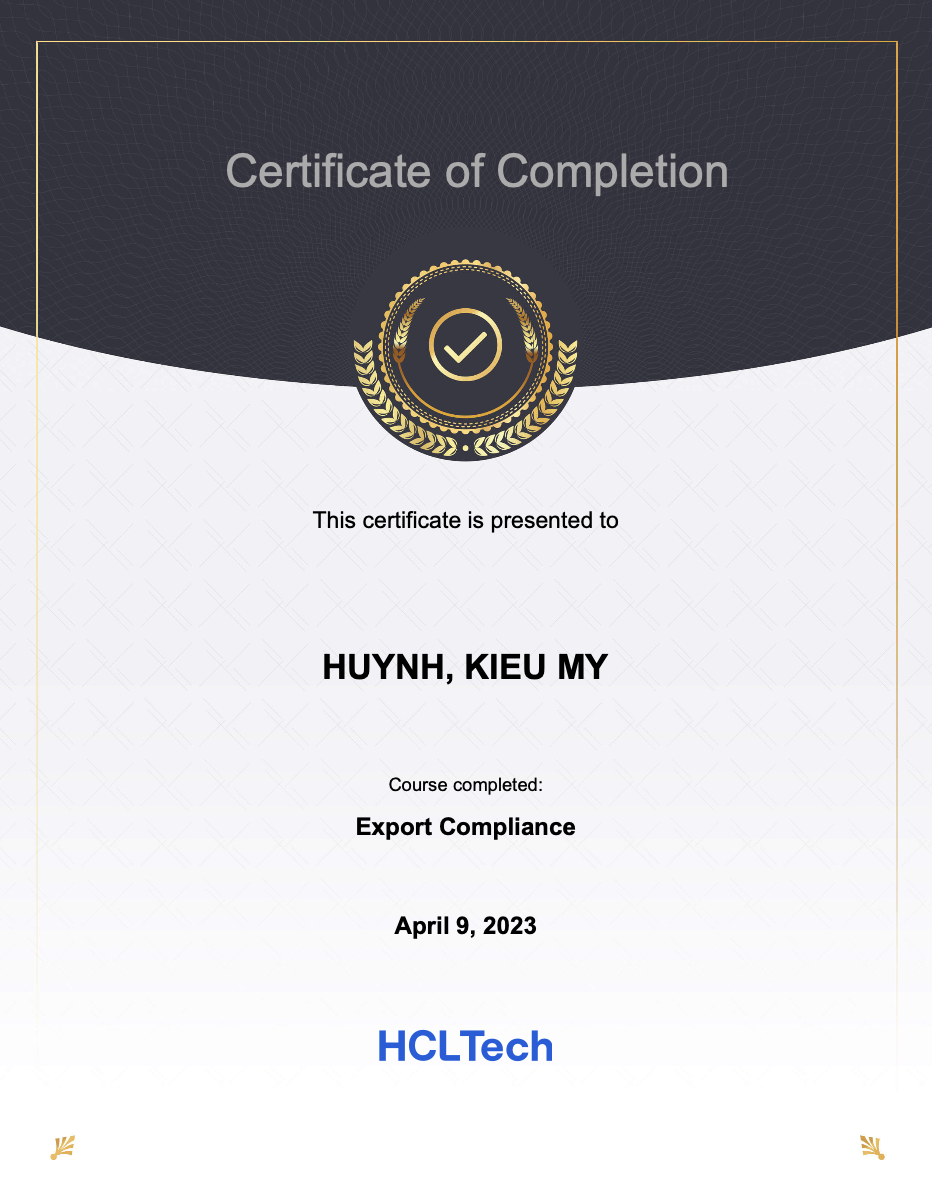 Certificate of Completion
This certificate is presented to
HUYNH, KIEU MY
Course completed:
Export Compliance
April 9, 2023
HCLTech